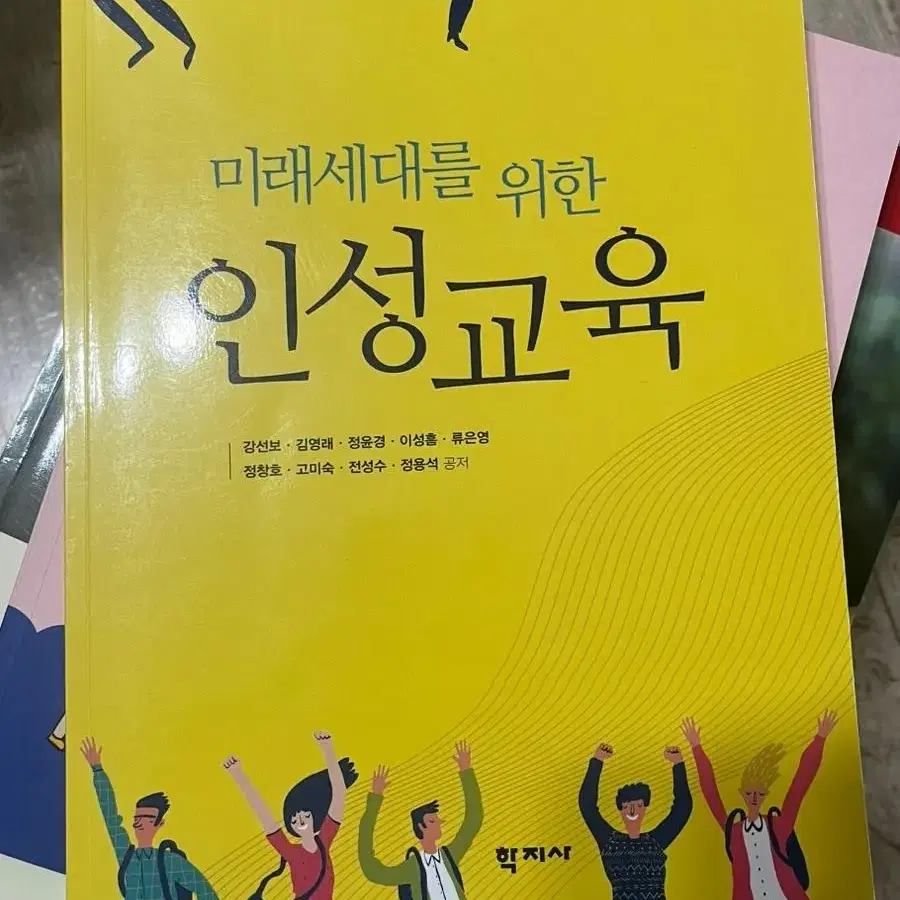 미래세대를 위한
인성교육
강선보 · 김영래 · 정윤경 · 이성흠 · 류은영
정창호 · 고미숙 · 전성수 · 정용석 공저
학지사